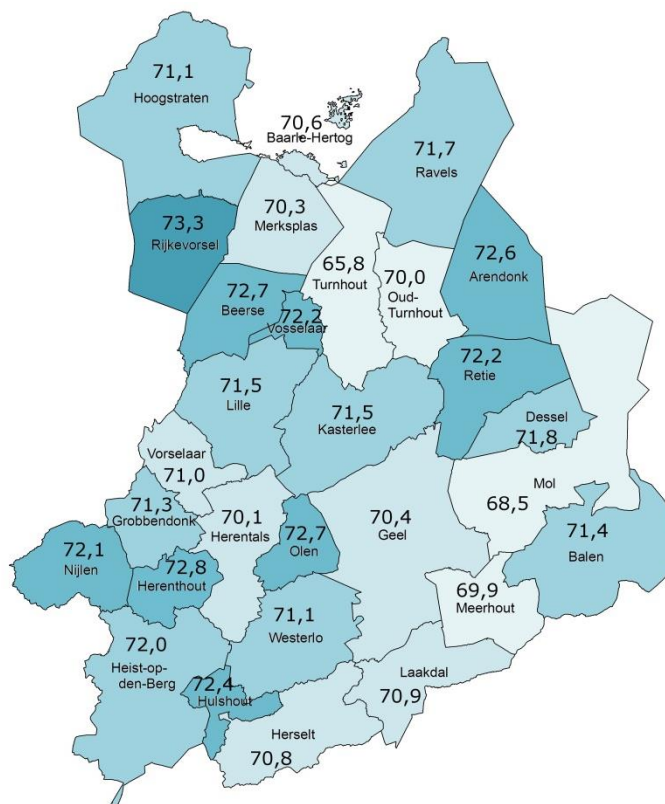 71,1
Hoogstraten
70,6
Baarle-Hertog
71,7
Ravels
73,3
Rijkevorsel
70,3
Merksplas
65,8
Turnhout
70,0
Oud-
Turnhout
72,6
Arendonk
72,7
Beerse
72,2
Vosselaar
72,2
Retie
71,5
Lille
71,5
Kasterlee
Dessel
71,8
Vorselaar
71,0
Mol
68,5
71,3
Grobbendonk
70,1
Herentals
72,7
Olen
70,4
Geel
71,4
Balen
72,1
Nijlen
72,8
Herenthout
69,9
Meerhout
71,1
Westerlo
72,0
Heist-op-
den-Berg
72,4
Hulshout
Laakdal
70,9
Herselt
70,8